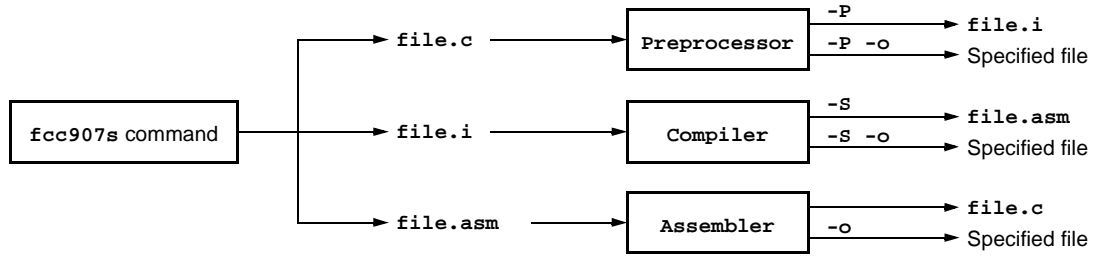 -P
file.c
Preprocessor
file.i
-P -o
Specified file
fcc907s command
-S
file.i
Compiler
file.asm
-S -o
Specified file
file.asm
Assembler
file.c
-o
Specified file